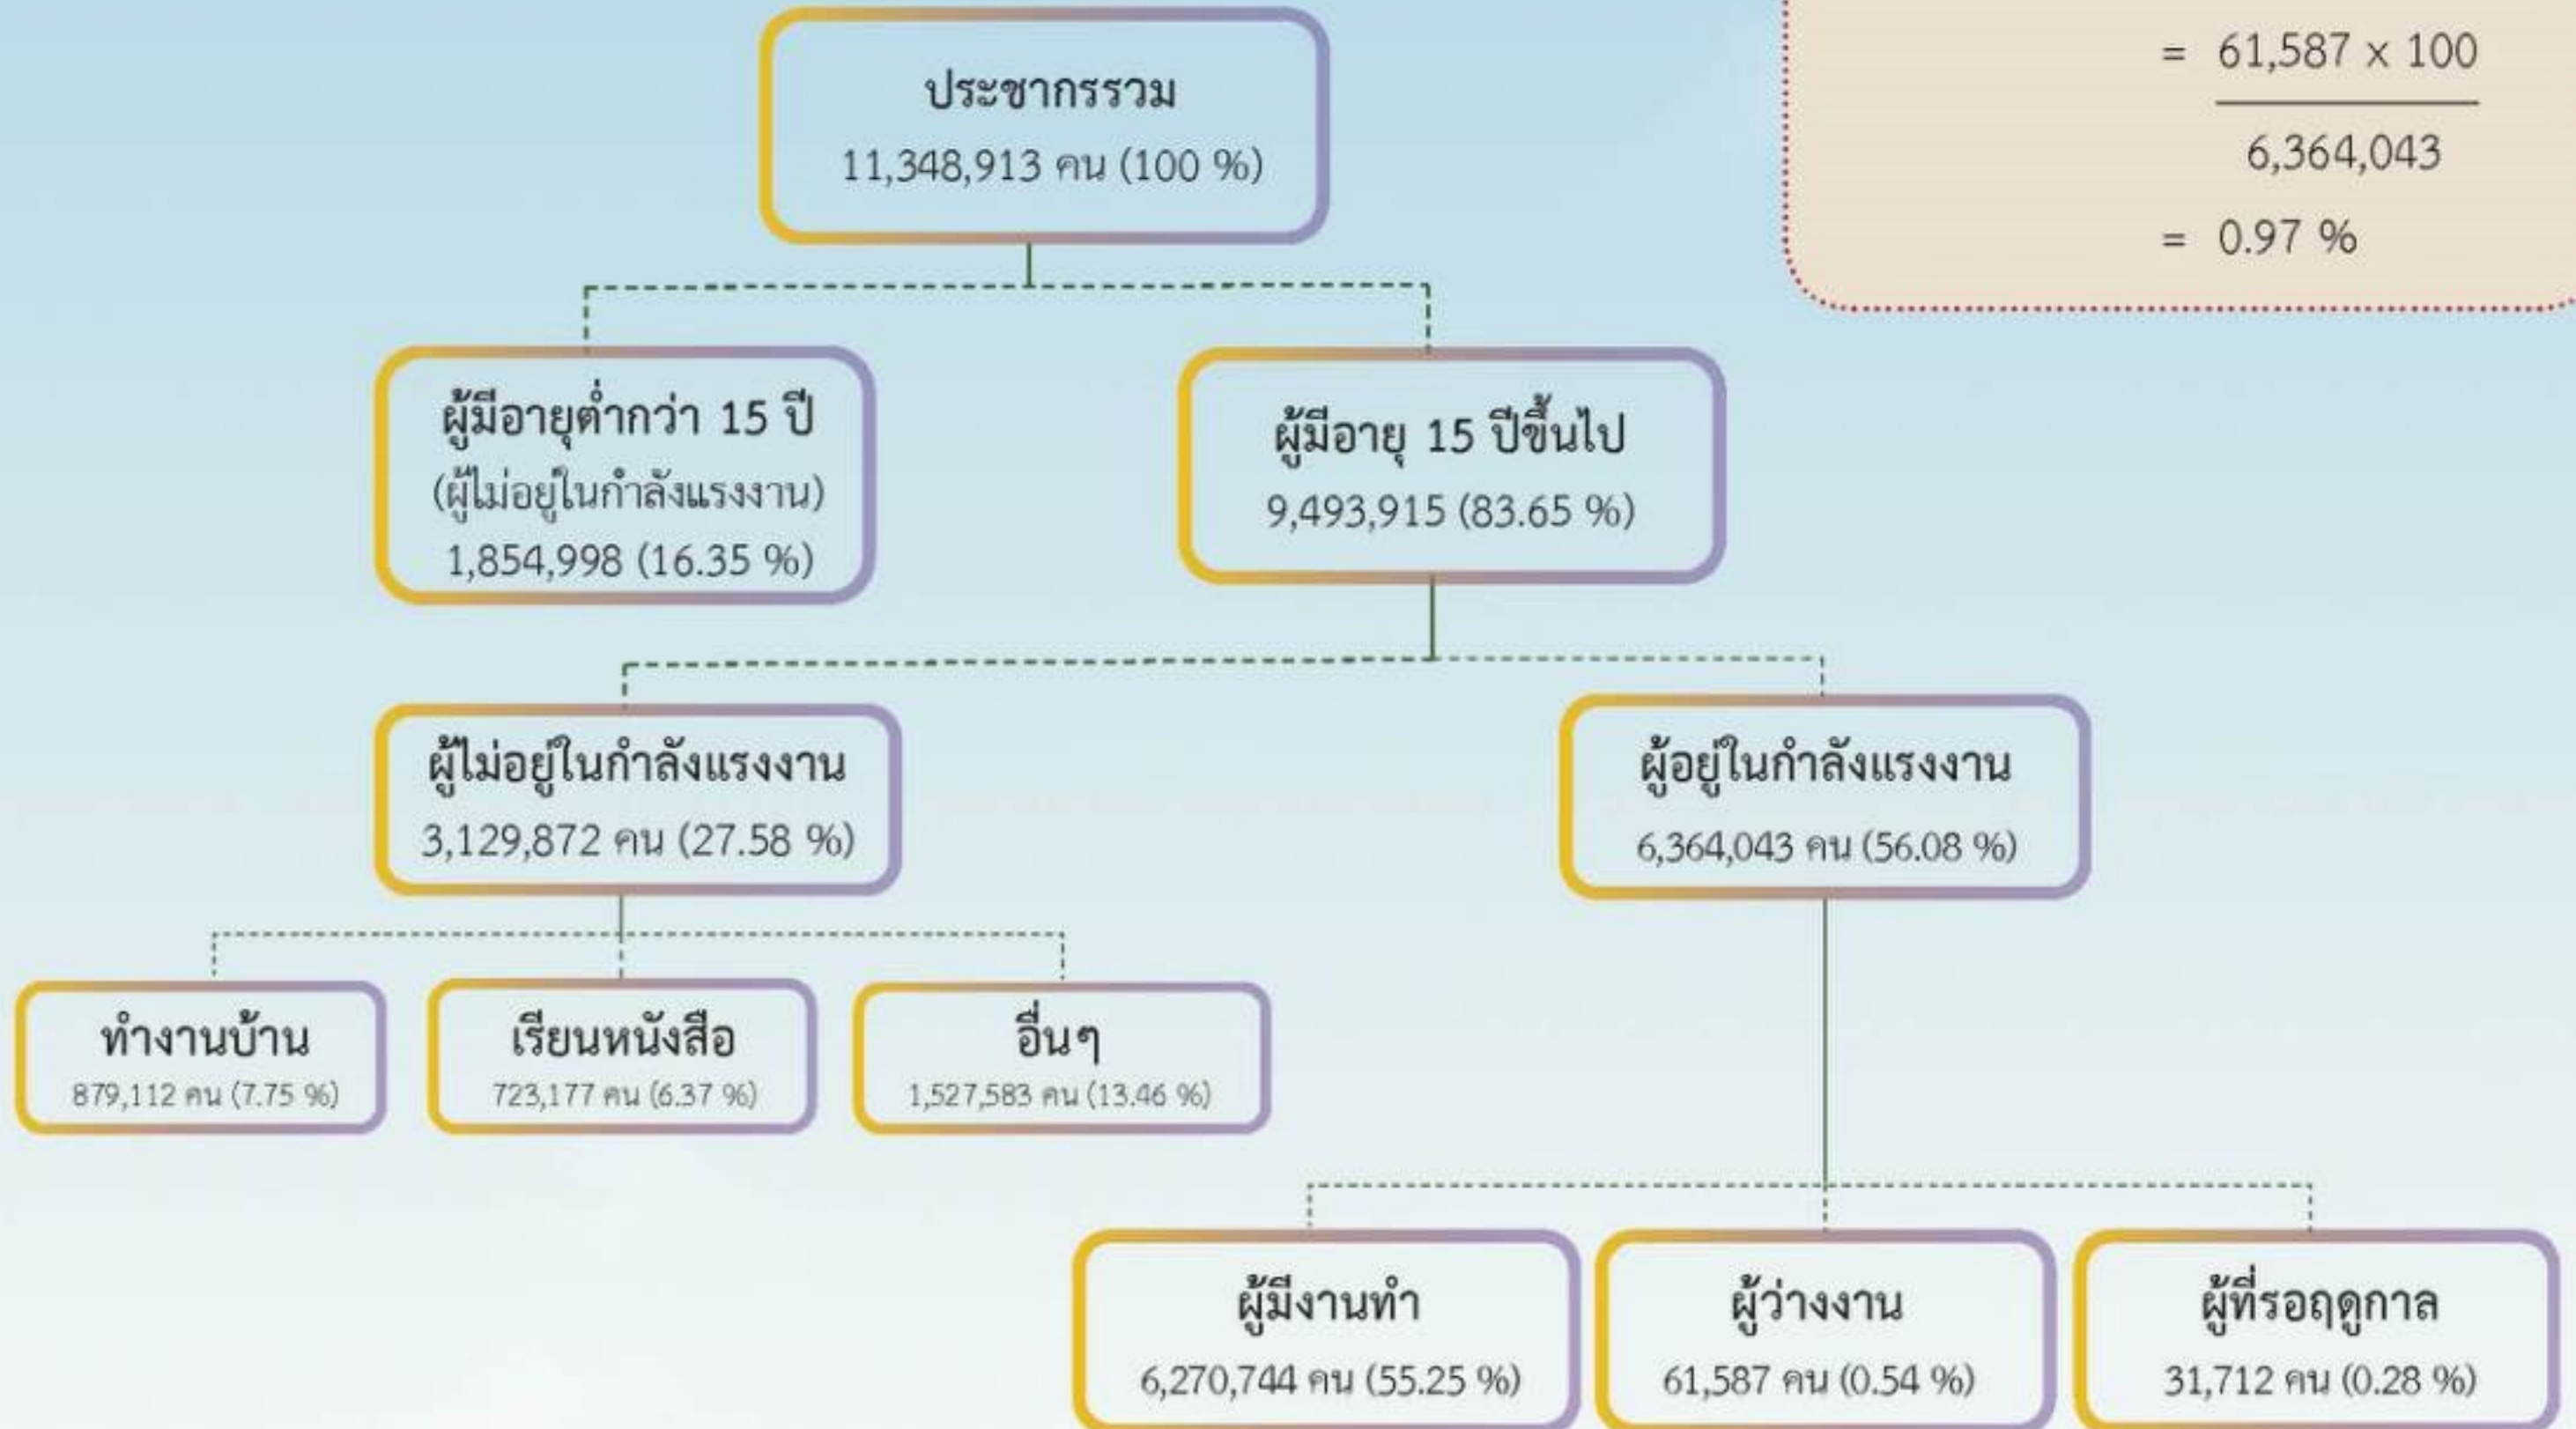 ประชากรรวม
11,348,913 คน (100 %)
= 61,587 x 100
6,364,043
= 0.97 %
ผู้มีอายุต่ำกว่า 15 ปี
(ผู้ไม่อยู่ในกำลังแรงงาน)
1,854,998 (16.35 %)
ผู้มีอายุ 15 ปีขึ้นไป
9,493,915 (83.65 %)
ผู้ไม่อยู่ในกำลังแรงงาน
3,129,872 คน (27.58 %)
ผู้อยู่ในกำลังแรงงาน
6,364,043 คน (56.08 %)
ทำงานบ้าน
879,112 คน (7.75 %)
เรียนหนังสือ
723,177 คน (6.37 %)
อื่นๆ
1,527,583 คน (13.46 %)
ผู้มีงานทำ
6,270,744 คน (55.25 %)
ผู้ว่างงาน
61,587 คน (0.54 %)
ผู้ที่รอฤดูกาล
31,712 คน (0.28 %)